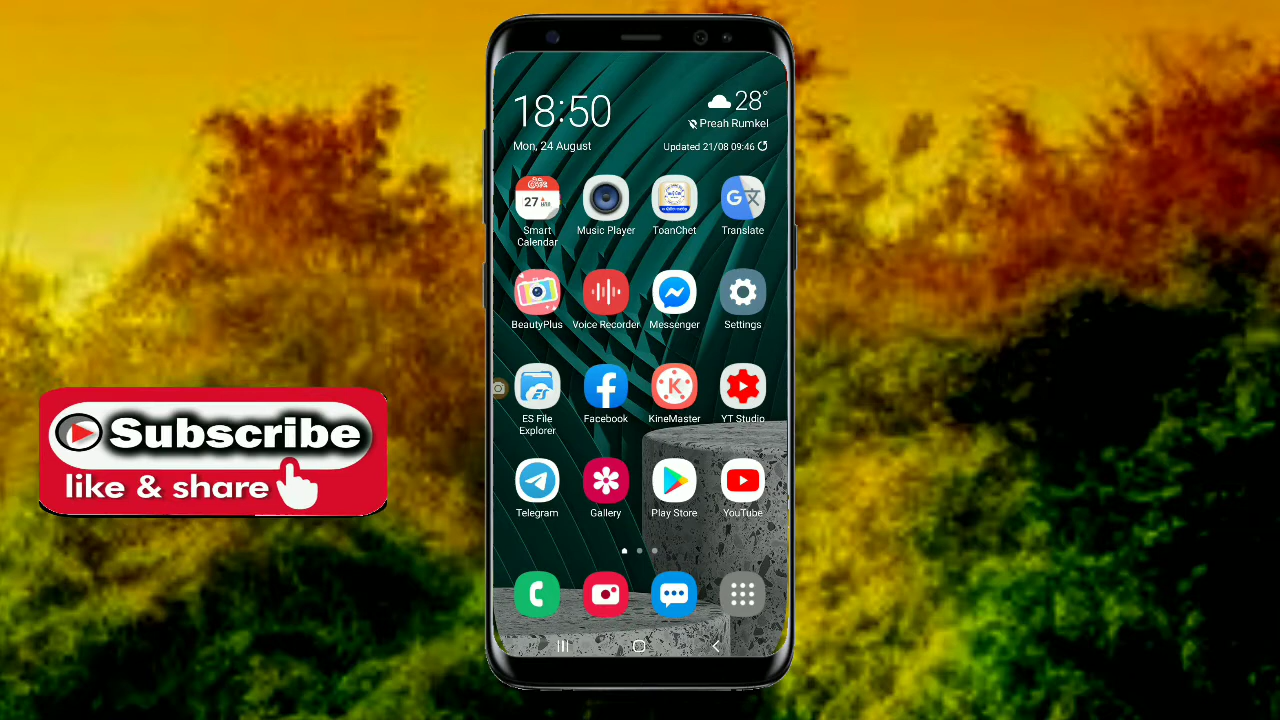 18:50
28°
Preah Rumkel
Mon, 24 August
Updated 21/08 09:46
27
Smart
Calendar
Music Player
ToanChet
G
Translate
BeautyPlus
Voice Recorder
Messenger
Settings
ES
ES File
Explorer
Facebook
K
KineMaster
YT Studio
Telegram
Gallery
Play Store
YouTube
Subscribe
like & share